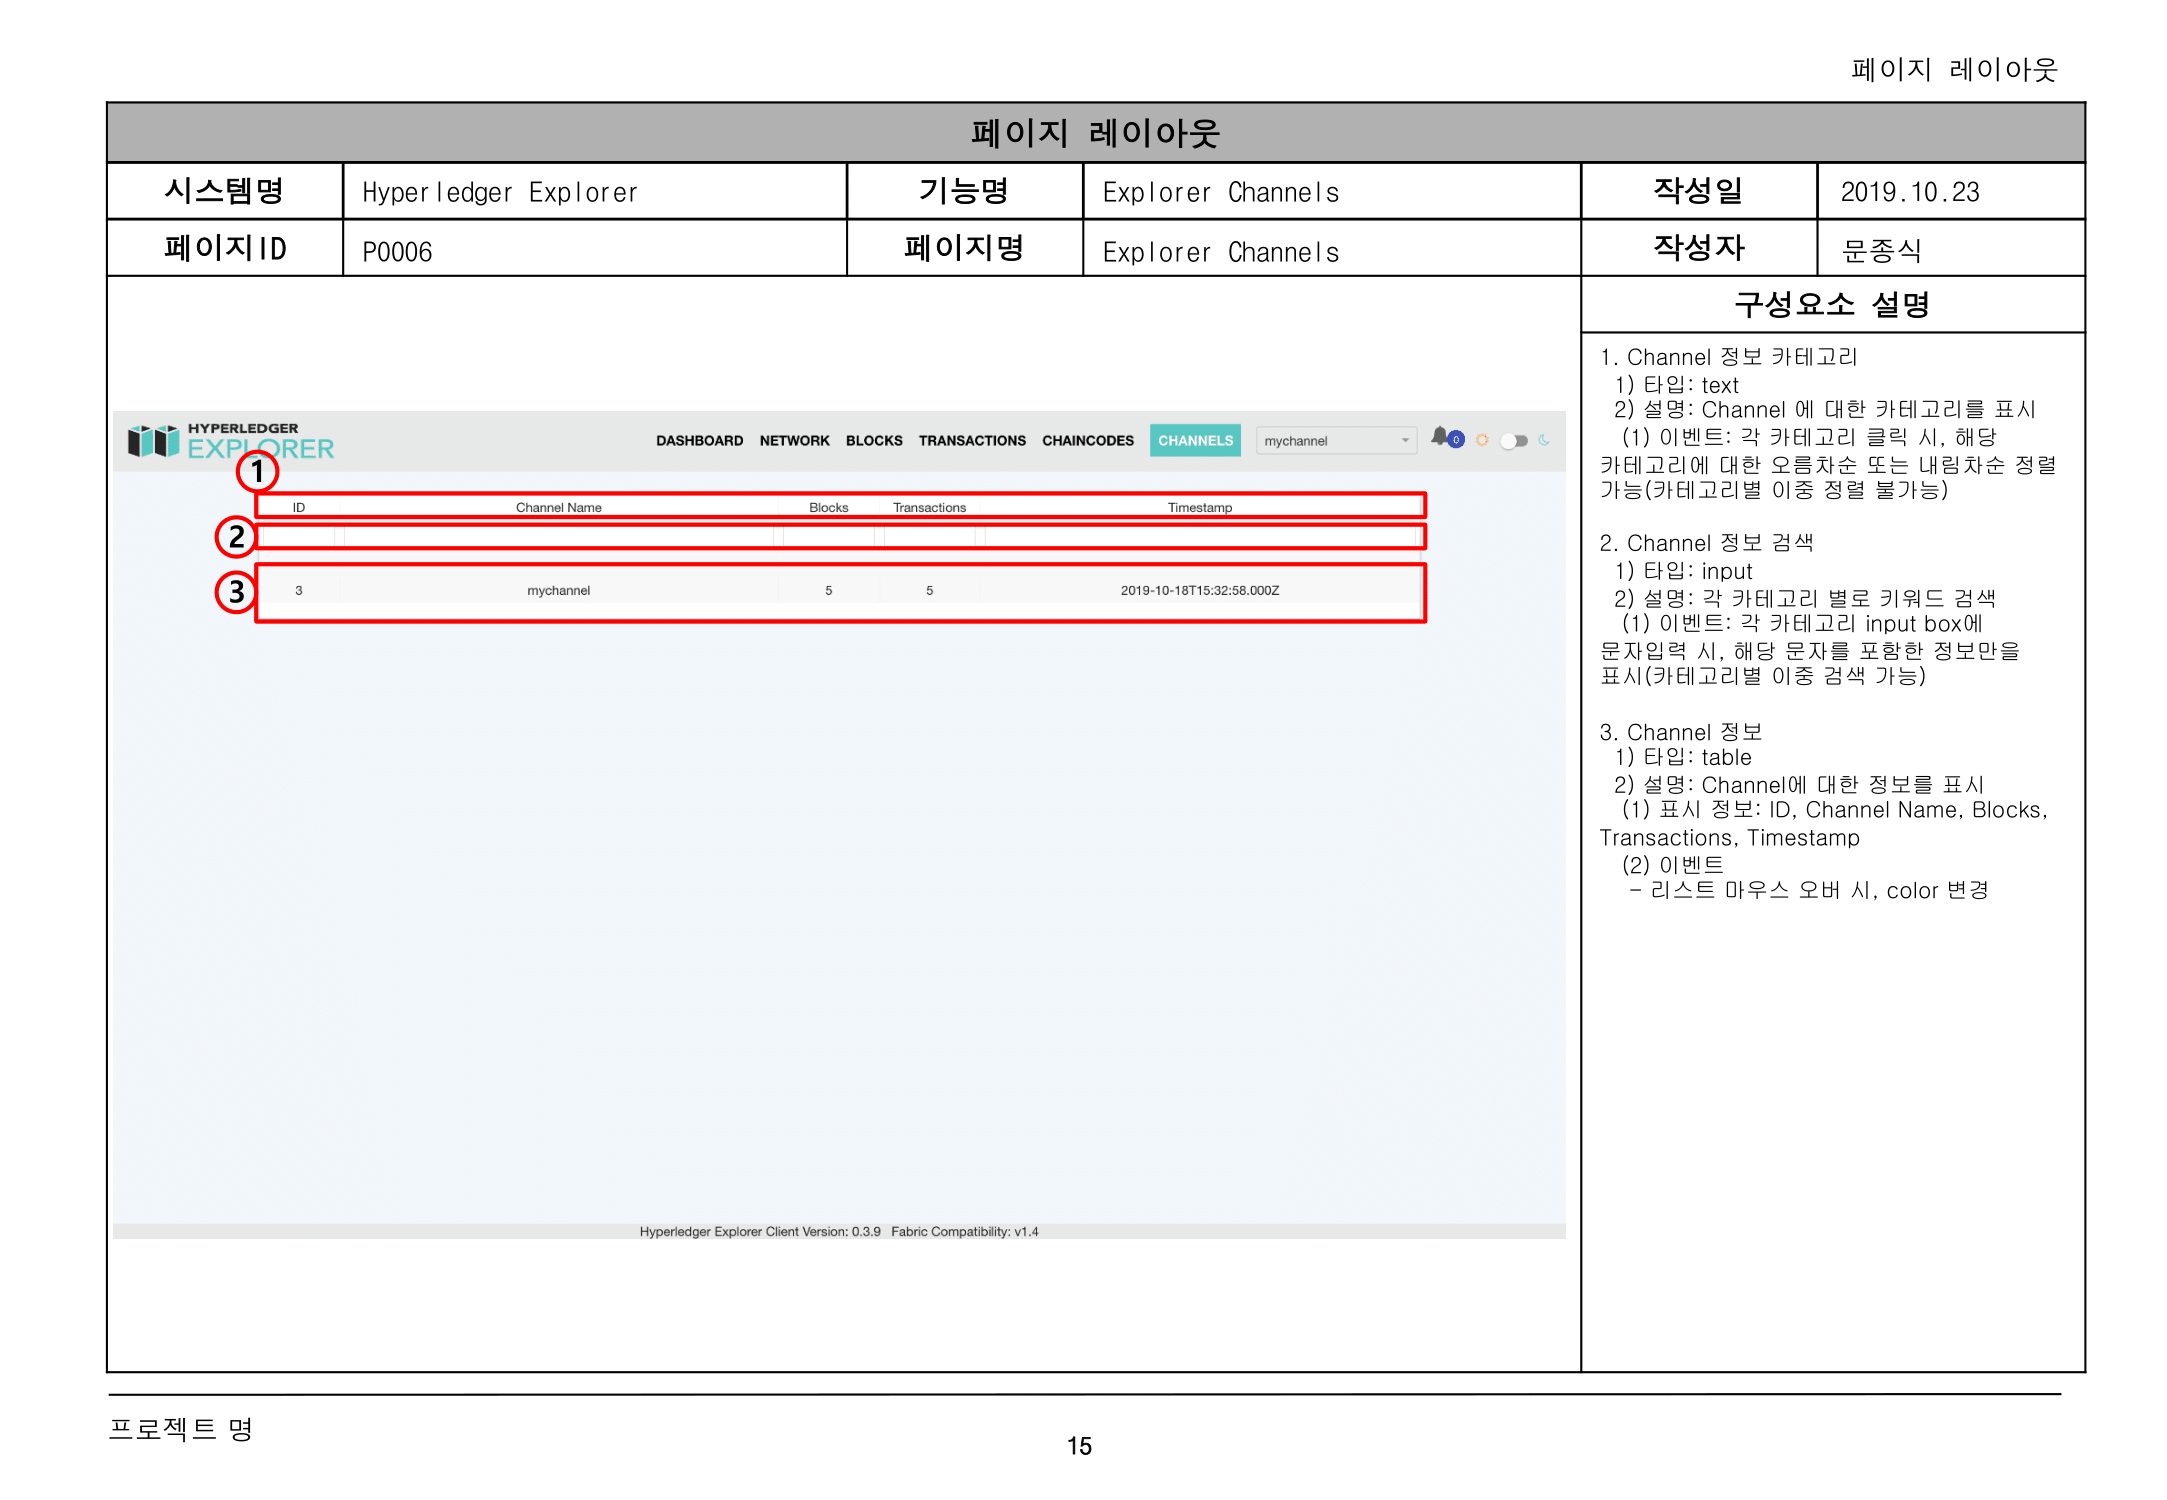 페이지 레이아웃
페이지 레이아웃
시스템명 Hyperledger Explorer 기능명 Explorer Channels 작성일 2019.10.23
페이지ID P0006 페이지명 Explorer Channels 작성자 문종식
구성요소 설명
HYPERLEDGER
EXPLORER
DASHBOARD NETWORK BLOCKS TRANSACTIONS CHAINCODES CHANNELS mychannel 0
1
ID Channel Name Blocks Transactions Timestamp
2
3
3 mychannel 5 5 2019-10-18T15:32:58.000Z
Hyperledger Explorer Client Version: 0.3.9 Fabric Compatibility: v1.4
1. Channel 정보 카테고리
1) 타입: text
2) 설명: Channel 에 대한 카테고리를 표시
(1) 이벤트: 각 카테고리 클릭 시, 해당
카테고리에 대한 오름차순 또는 내림차순 정렬
가능(카테고리별 이중 정렬 불가능)
2. Channel 정보 검색
1) 타입: input
2) 설명: 각 카테고리 별로 키워드 검색
(1) 이벤트: 각 카테고리 input box에
문자입력 시, 해당 문자를 포함한 정보만을
표시(카테고리별 이중 검색 가능)
3. Channel 정보
1) 타입: table
2) 설명: Channel에 대한 정보를 표시
(1) 표시 정보: ID, Channel Name, Blocks,
Transactions, Timestamp
(2) 이벤트
- 리스트 마우스 오버 시, color 변경
프로젝트 명
15